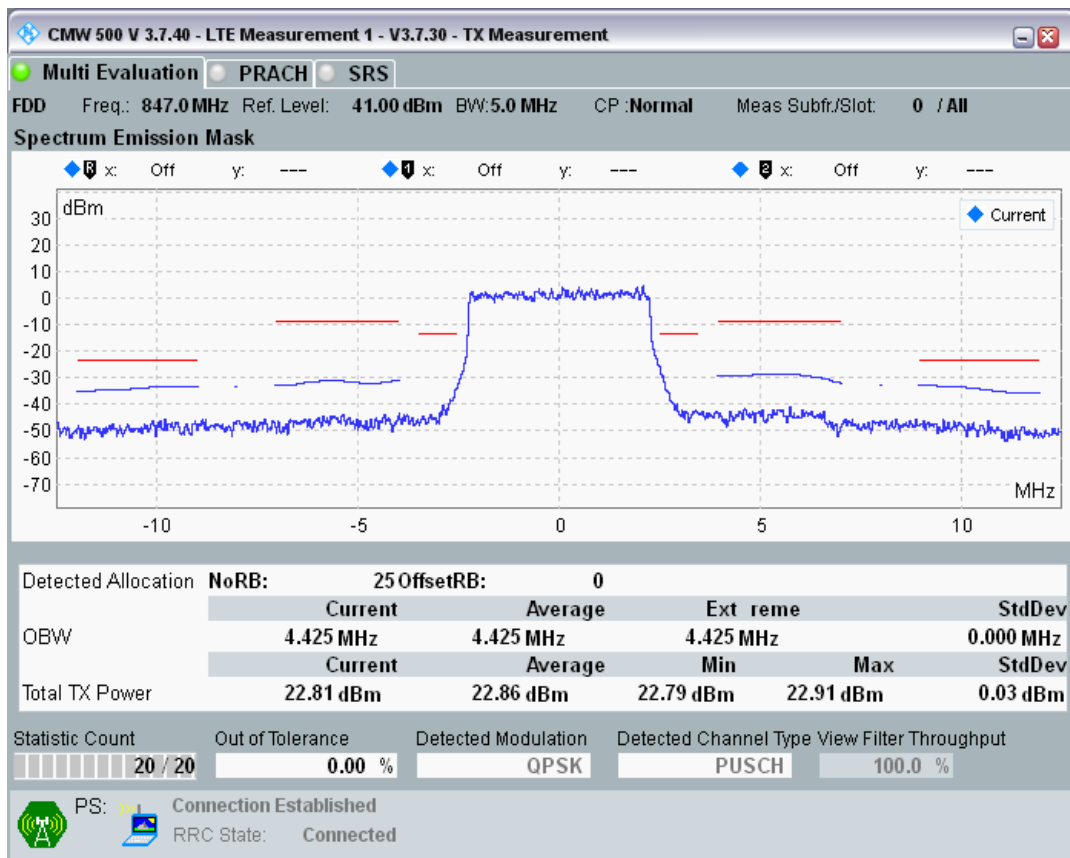 CMW 500 V 3.7.40 - LTE Measurement 1 - V3.7.30 - TX Measurement
Multi Evaluation PRACH SRS
FDD Freq.: 847.0 MHz Ref. Level: 41.00 dBm BW:5.0 MHz CP :Normal Meas Subfr./Slot: 0 / All
Spectrum Emission Mask
R x: Off y: --- 1 x: Off y: --- 2 x: Off y: ---
dBm
Current
30
20
10
0
-10
-20
-30
-40
-50
-60
-70
MHz
-10 -5 0 5 10
Detected Allocation NoRB: 25 OffsetRB: 0
Current Average Ext reme StdDev
OBW 4.425 MHz 4.425 MHz 4.425 MHz 0.000 MHz
Current Average Min Max StdDev
Total TX Power 22.81 dBm 22.86 dBm 22.79 dBm 22.91 dBm 0.03 dBm
Statistic Count Out of Tolerance Detected Modulation Detected Channel Type View Filter Throughput
20 / 20 0.00 % QPSK PUSCH 100.0 %
PS: Connection Established
RRC State: Connected